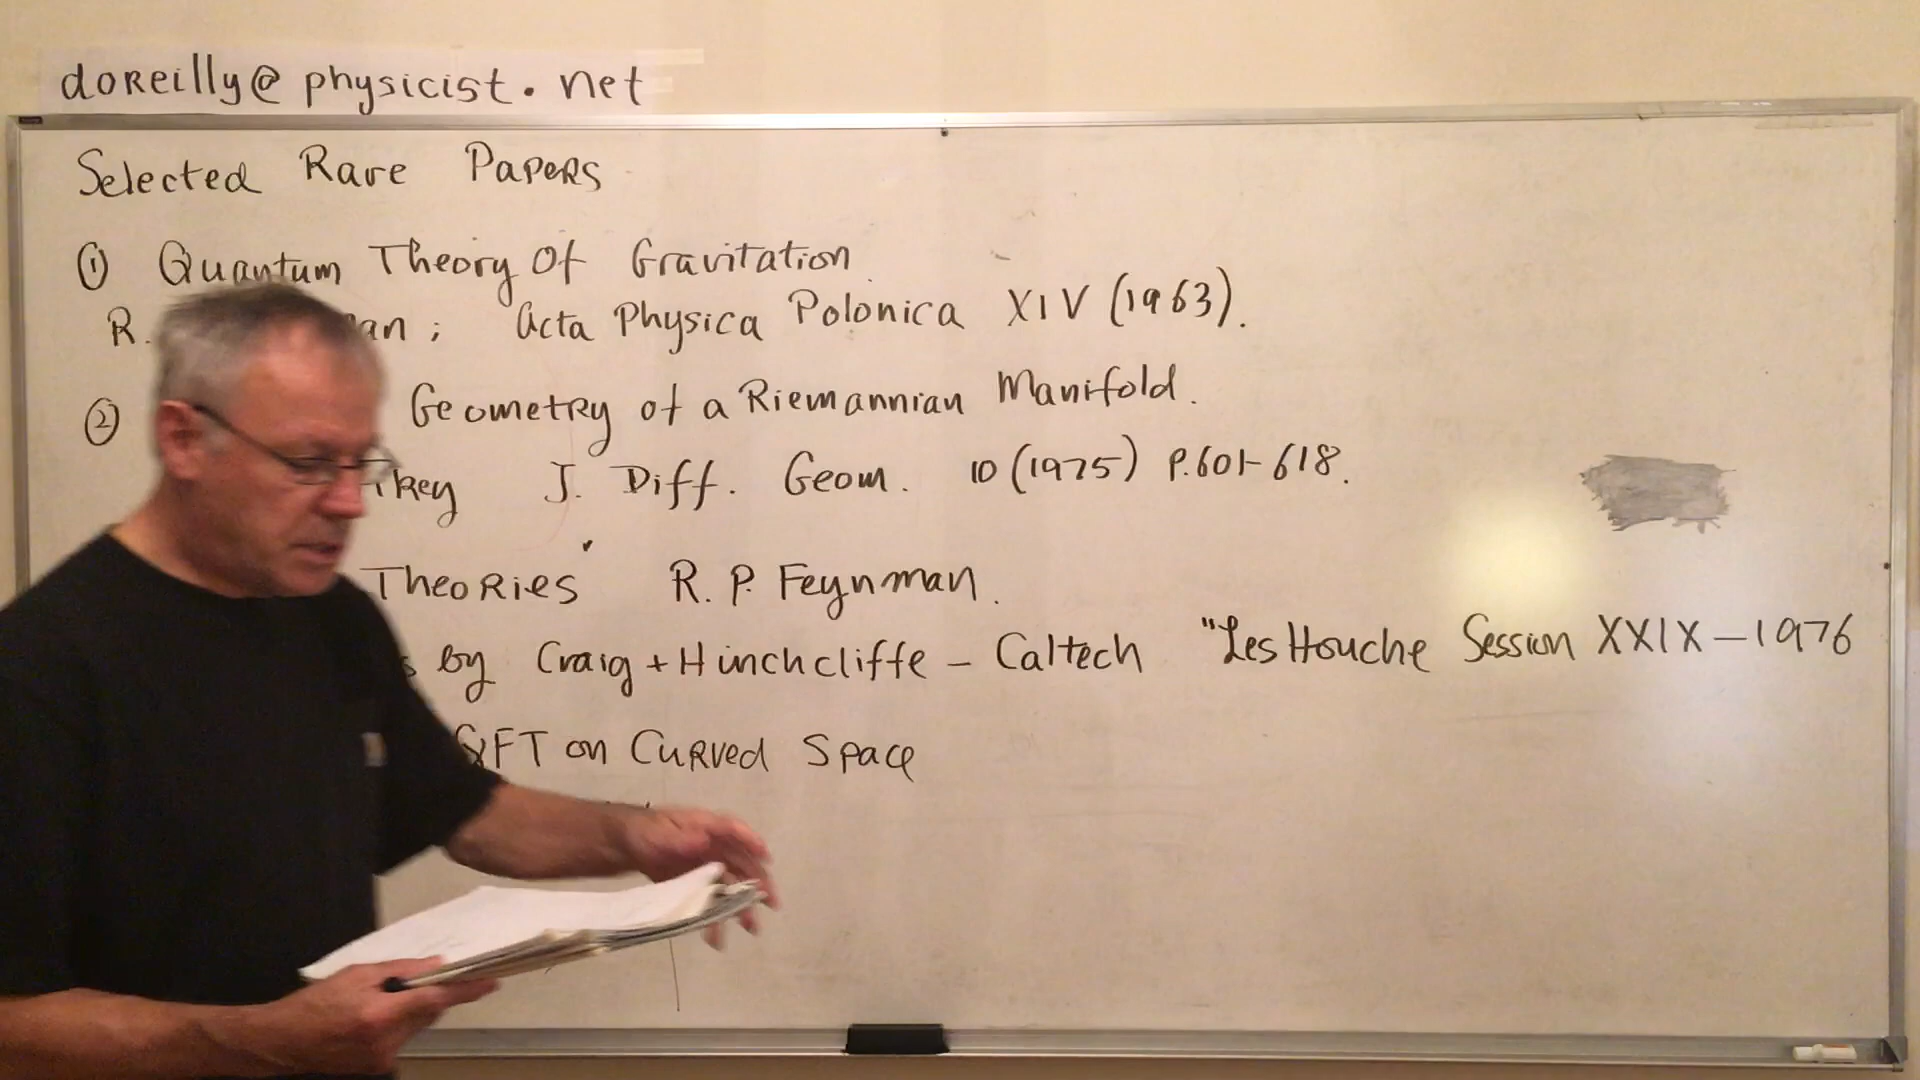 doReilly@physicist.net
Selected Rare Papers
① Quantum Theory Of Gravitation
R. an; Acta Physica Polonica XIV (1963).
② Geometry of a Riemannian Manifold.
key J. Diff. Geom. 10 (1975) P.601-618.
Theories" R. P. Feynman.
s by Craig + Hinchcliffe - Caltech "Les Houche Session XXIX - 1976
QFT on Curved Space